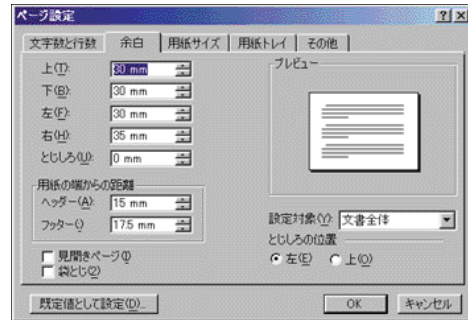 ページ設定
文字数と行数 余白 用紙サイズ 用紙トレイ その他
上(T): 30 mm
下(B): 30 mm
左(F): 30 mm
右(H): 35 mm
とじしろ(U): 0 mm
用紙の端からの距離
ヘッダー(A): 15 mm
フッター() 17.5 mm
見開きページ(I)
袋とじ(2)
プレビュー
設定対象(Y): 文書全体
とじしろの位置
左(E) 上(O)
既定値として設定(D)...
OK キャンセル